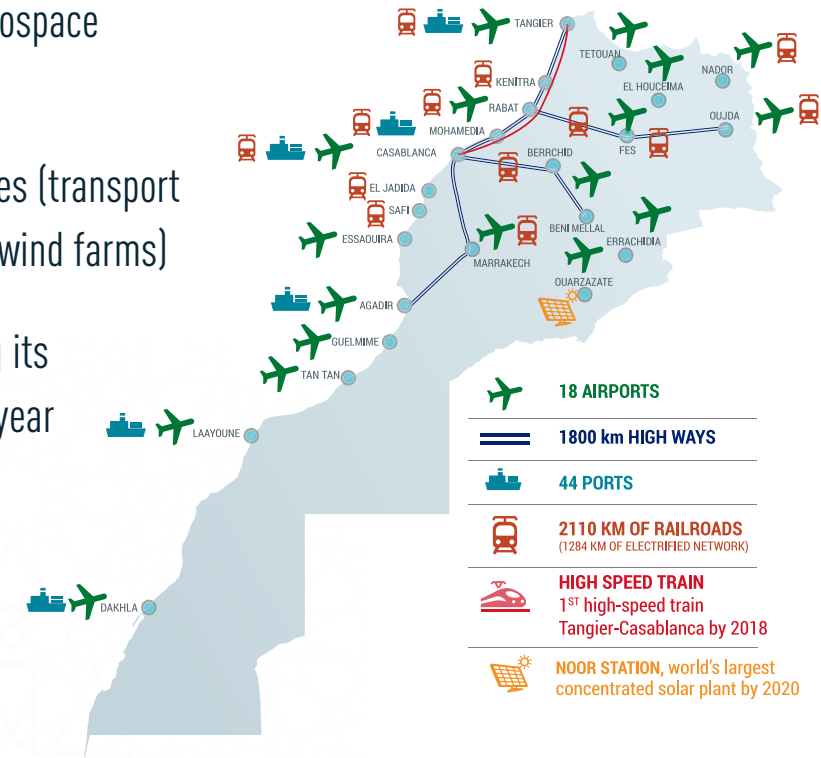 ospace
es (transport
wind farms)
its
year
TANGIER
TETOUAN
NADOR
KENITRA
EL HOUCEIMA
RABAT
OUJDA
MOHAMEDIA
FES
CASABLANCA
BERRCHID
EL JADIDA
SAFI
BENI MELLAL
ESSAOUIRA
ERRACHIDIA
MARRAKECH
OUARZAZATE
AGADIR
GUELMIME
TAN TAN
LAAYOUNE
DAKHLA
18 AIRPORTS
1800 km HIGH WAYS
44 PORTS
2110 KM OF RAILROADS
(1284 KM OF ELECTRIFIED NETWORK)
HIGH SPEED TRAIN
1ST high-speed train
Tangier-Casablanca by 2018
NOOR STATION, world's largest
concentrated solar plant by 2020